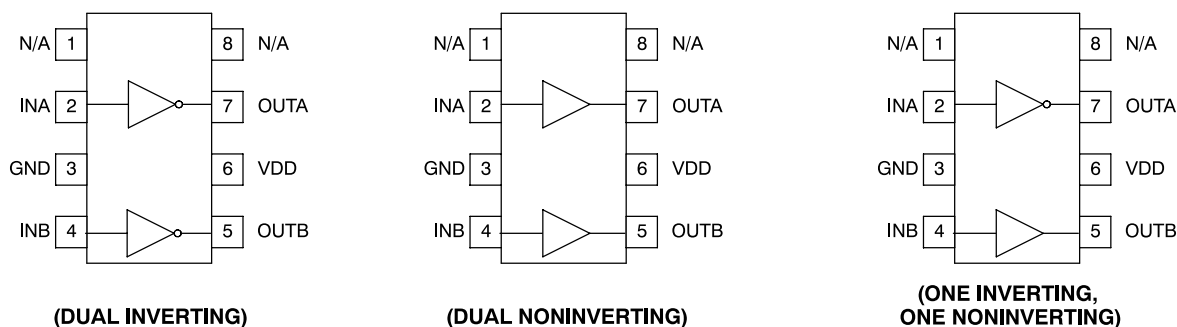 N/A 1 8 N/A
INA 2 7 OUTA
GND 3 6 VDD
INB 4 5 OUTB
(DUAL INVERTING)
N/A 1 8 N/A
INA 2 7 OUTA
GND 3 6 VDD
INB 4 5 OUTB
(DUAL NONINVERTING)
N/A 1 8 N/A
INA 2 7 OUTA
GND 3 6 VDD
INB 4 5 OUTB
(ONE INVERTING,
ONE NONINVERTING)